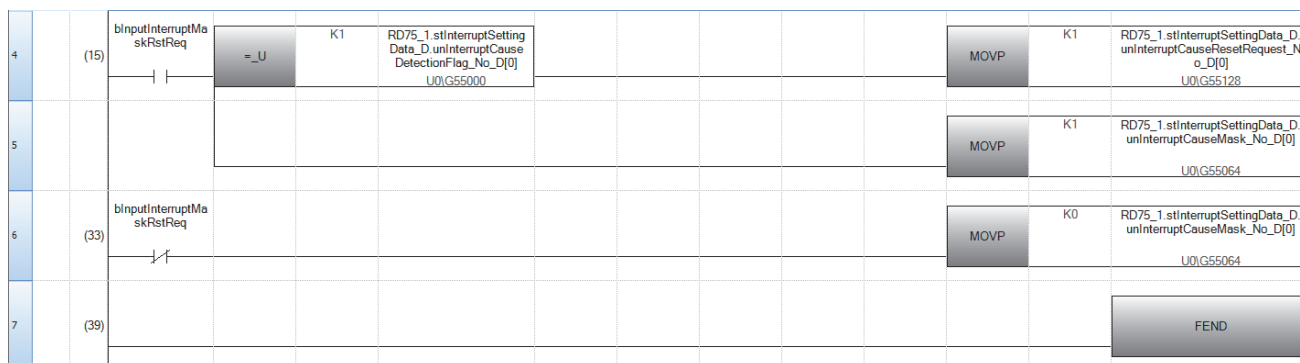 4
(15)
bInputInterruptMa
skRstReq
=_U
K1
RD75_1.stInterruptSetting
Data_D.unInterruptCause
DetectionFlag_No_D[0]
U0\G55000
MOVP
K1
RD75_1.stInterruptSettingData_D.
unInterruptCauseResetRequest_N
o_D[0]
U0\G55128
5
MOVP
K1
RD75_1.stInterruptSettingData_D.
unInterruptCauseMask_No_D[0]
U0\G55064
6
(33)
bInputInterruptMa
skRstReq
MOVP
K0
RD75_1.stInterruptSettingData_D.
unInterruptCauseMask_No_D[0]
U0\G55064
7
(39)
FEND